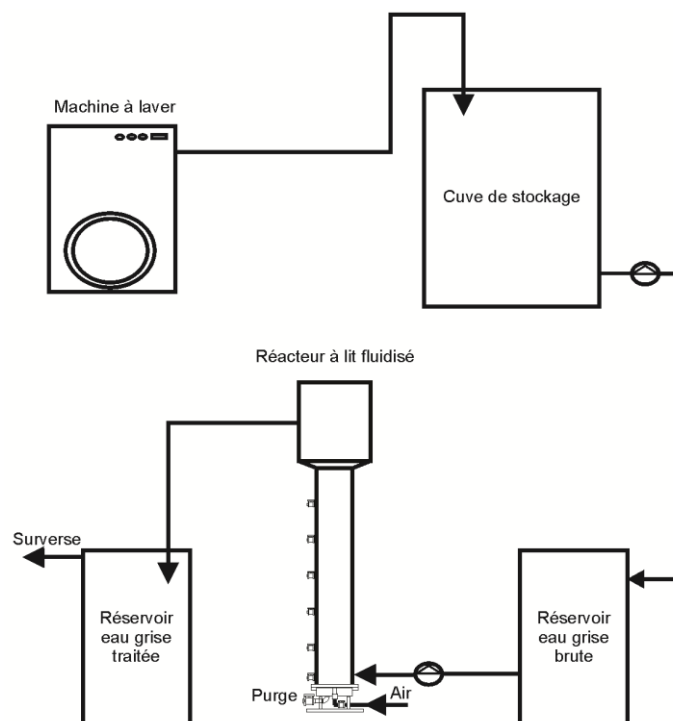 Machine à laver
Cuve de stockage
Réacteur à lit fluidisé
Surverse
Réservoir
eau grise
traitée
Réservoir
eau grise
brute
Purge
Air